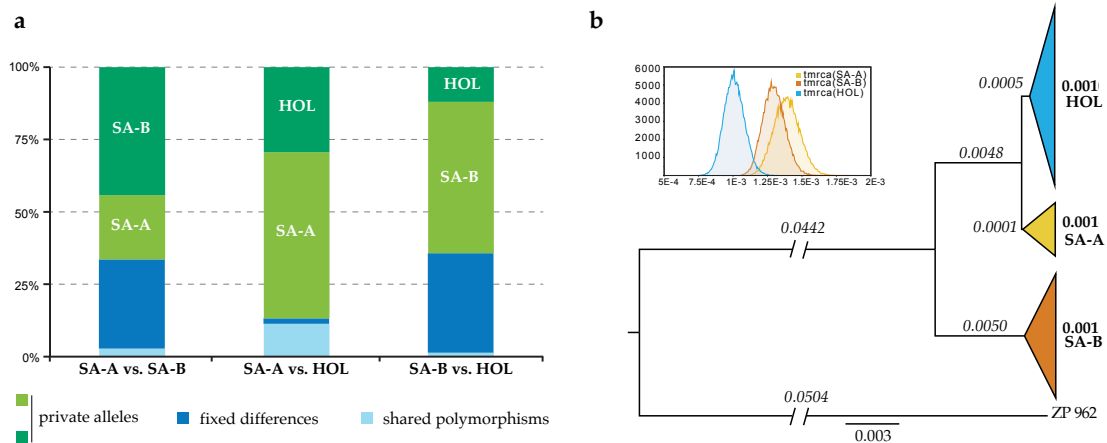 a
100%
75%
50%
25%
0%
SA-B
SA-A
HOL
SA-A
HOL
SA-B
SA-A vs. SA-B
SA-A vs. HOL
SA-B vs. HOL
private alleles
fixed differences
shared polymorphisms
b
6000
5000
4000
3000
2000
1000
tmrca(SA-A)
tmrca(SA-B)
tmrca(HOL)
5E-4 7.5E-4 1E-3 1.25E-3 1.5E-3 1.75E-3 2E-3
0.0005
0.001
HOL
0.0048
0.0001
0.001
SA-A
0.0442
0.0050
0.001
SA-B
0.0504
ZP 962
0.003